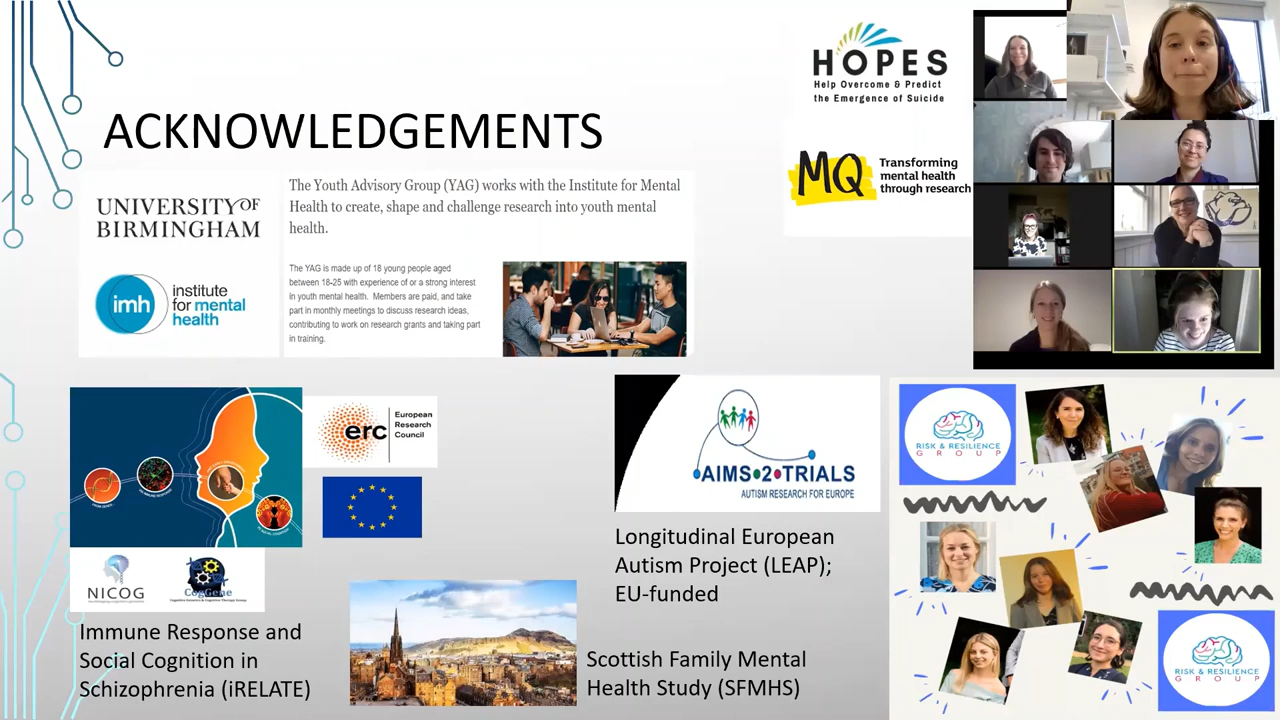 ACKNOWLEDGEMENTS
HOPES
Help Overcome & Predict
the Emergence of Suicide
MQ
Transforming
mental health
through research
UNIVERSITY OF
BIRMINGHAM
imh
institute
for mental
health
The Youth Advisory Group (YAG) works with the Institute for Mental
Health to create, shape and challenge research into youth mental
health.
The YAG is made up of 18 young people aged
between 18-25 with experience of or a strong interest
in youth mental health. Members are paid, and take
part in monthly meetings to discuss research ideas,
contributing to work on research grants and taking part
in training.
erc
European
Research
Council
NICOG
CogGene
Immune Response and
Social Cognition in
Schizophrenia (iRELATE)
AIMS•2•TRIALS
AUTISM RESEARCH FOR EUROPE
Longitudinal European
Autism Project (LEAP);
EU-funded
Scottish Family Mental
Health Study (SFMHS)
RISK & RESILIENCE
GROUP
RISK & RESILIENCE
GROUP